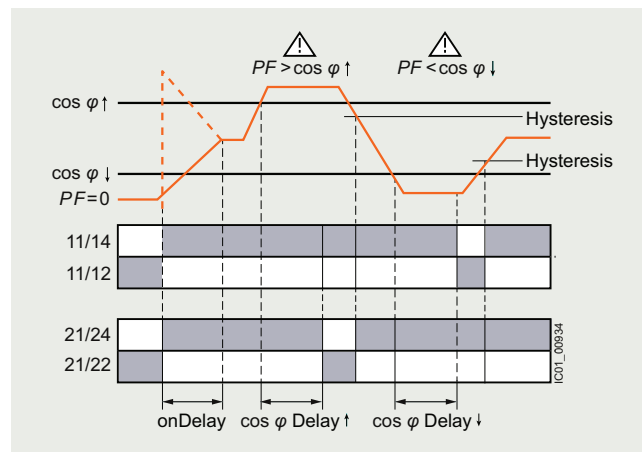 PF > cos φ ↑ PF < cos φ ↓
cos φ ↑
Hysteresis
Hysteresis
cos φ ↓
PF = 0
11/14
11/12
21/24
21/22
IC01_00934
onDelay cos φ Delay ↑ cos φ Delay ↓